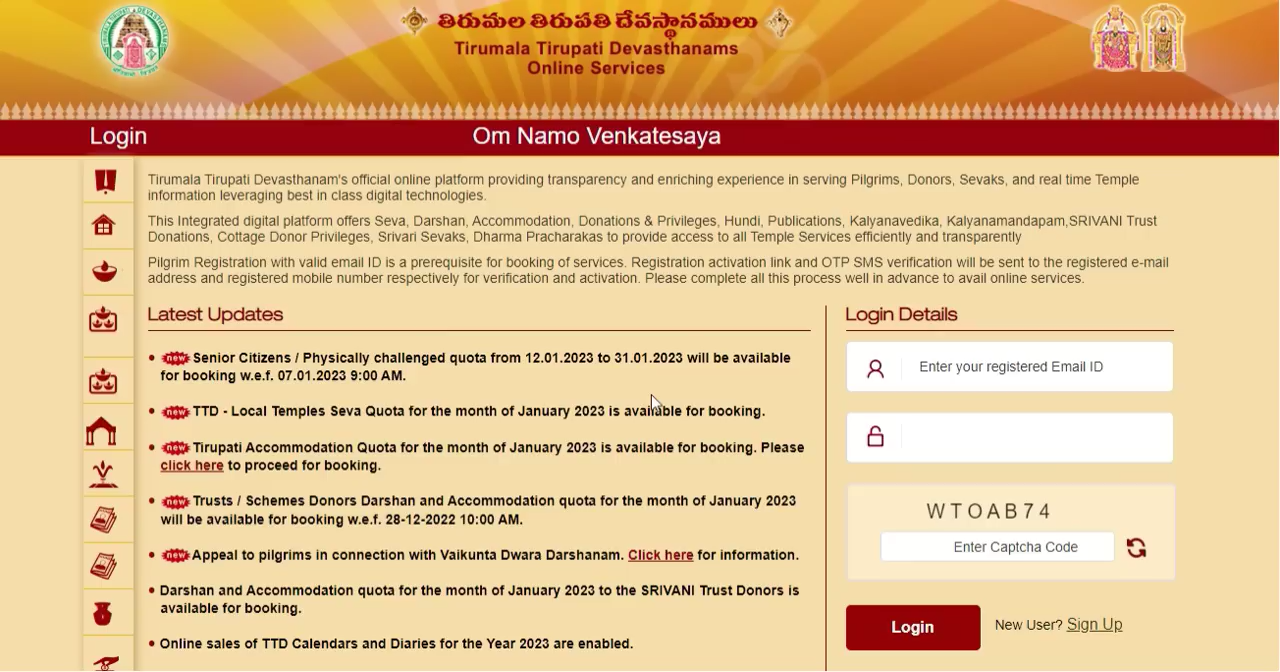 తిరుమల తిరుపతి దేవస్థానములు
Tirumala Tirupati Devasthanams
Online Services
Login
Om Namo Venkatesaya
Tirumala Tirupati Devasthanam's official online platform providing transparency and enriching experience in serving Pilgrims, Donors, Sevaks, and real time Temple
information leveraging best in class digital technologies.
This Integrated digital platform offers Seva, Darshan, Accommodation, Donations & Privileges, Hundi, Publications, Kalyanavedika, Kalyanamandapam,SRIVANI Trust
Donations, Cottage Donor Privileges, Srivari Sevaks, Dharma Pracharakas to provide access to all Temple Services efficiently and transparently
Pilgrim Registration with valid email ID is a prerequisite for booking of services. Registration activation link and OTP SMS verification will be sent to the registered e-mail
address and registered mobile number respectively for verification and activation. Please complete all this process well in advance to avail online services.
Latest Updates
• new Senior Citizens / Physically challenged quota from 12.01.2023 to 31.01.2023 will be available
for booking w.e.f. 07.01.2023 9:00 AM.
• new TTD - Local Temples Seva Quota for the month of January 2023 is available for booking.
• new Tirupati Accommodation Quota for the month of January 2023 is available for booking. Please
click here to proceed for booking.
• new Trusts / Schemes Donors Darshan and Accommodation quota for the month of January 2023
will be available for booking w.e.f. 28-12-2022 10:00 AM.
• new Appeal to pilgrims in connection with Vaikunta Dwara Darshanam. Click here for information.
• Darshan and Accommodation quota for the month of January 2023 to the SRIVANI Trust Donors is
available for booking.
• Online sales of TTD Calendars and Diaries for the Year 2023 are enabled.
Login Details
Enter your registered Email ID
WTOAB74
Enter Captcha Code
Login
New User? Sign Up